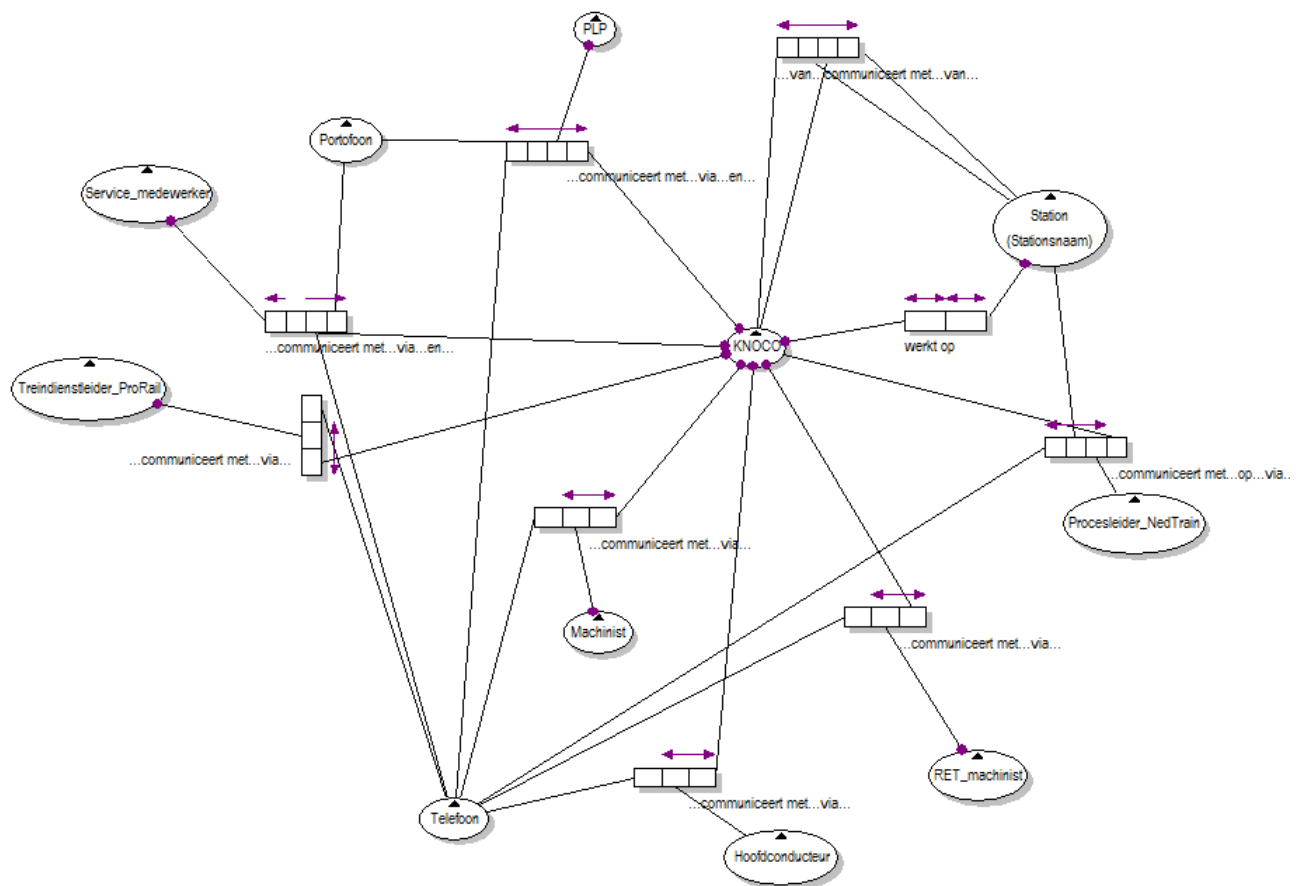 PLP
...van...communiceert met...van...
Portofoon
...communiceert met...via...en...
Service_medewerker
Station
(Stationsnaam)
...communiceert met...via...en...
KNOCO
werkt op
Treindienstleider_ProRail
...communiceert met...via...
...communiceert met...op...via...
Procesleider_NedTrain
...communiceert met...via...
Machinist
...communiceert met...via...
RET_machinist
...communiceert met...via...
Telefoon
Hoofdconducteur